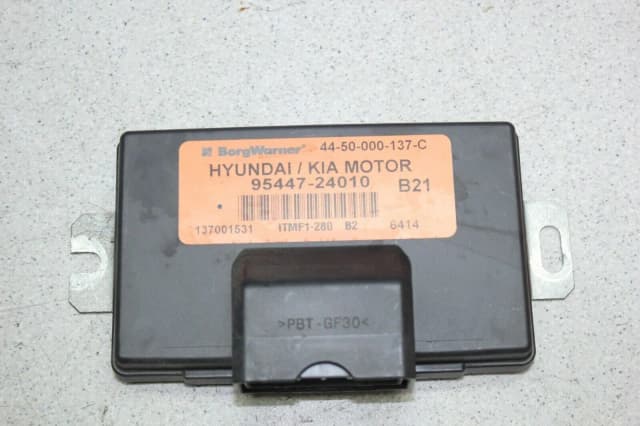 BorgWarner 44-50-000-137-C
HYUNDAI / KIA MOTOR
95447-24010 B21
137001531 ITMF1-280 B2 6414
>PBT-GF30<